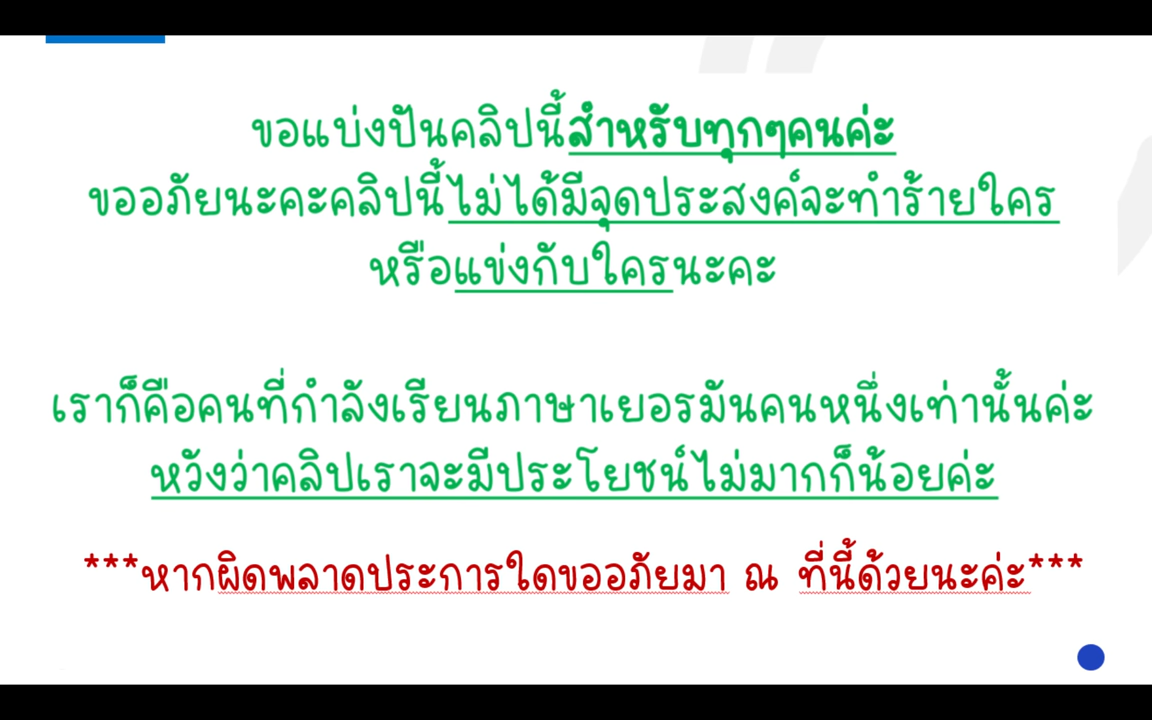 ขอแบ่งปันคลิปนี้สำหรับทุกๆคนค่ะ
ขออภัยนะคะคลิปนี้ไม่ได้มีจุดประสงค์จะทำร้ายใคร
หรือแข่งกับใครนะคะ
เราก็คือคนที่กำลังเรียนภาษาเยอรมันคนหนึ่งเท่านั้นค่ะ
หวังว่าคลิปเราจะมีประโยชน์ไม่มากก็น้อยค่ะ
***หากผิดพลาดประการใดขออภัยมา ณ ที่นี้ด้วยนะค่ะ***